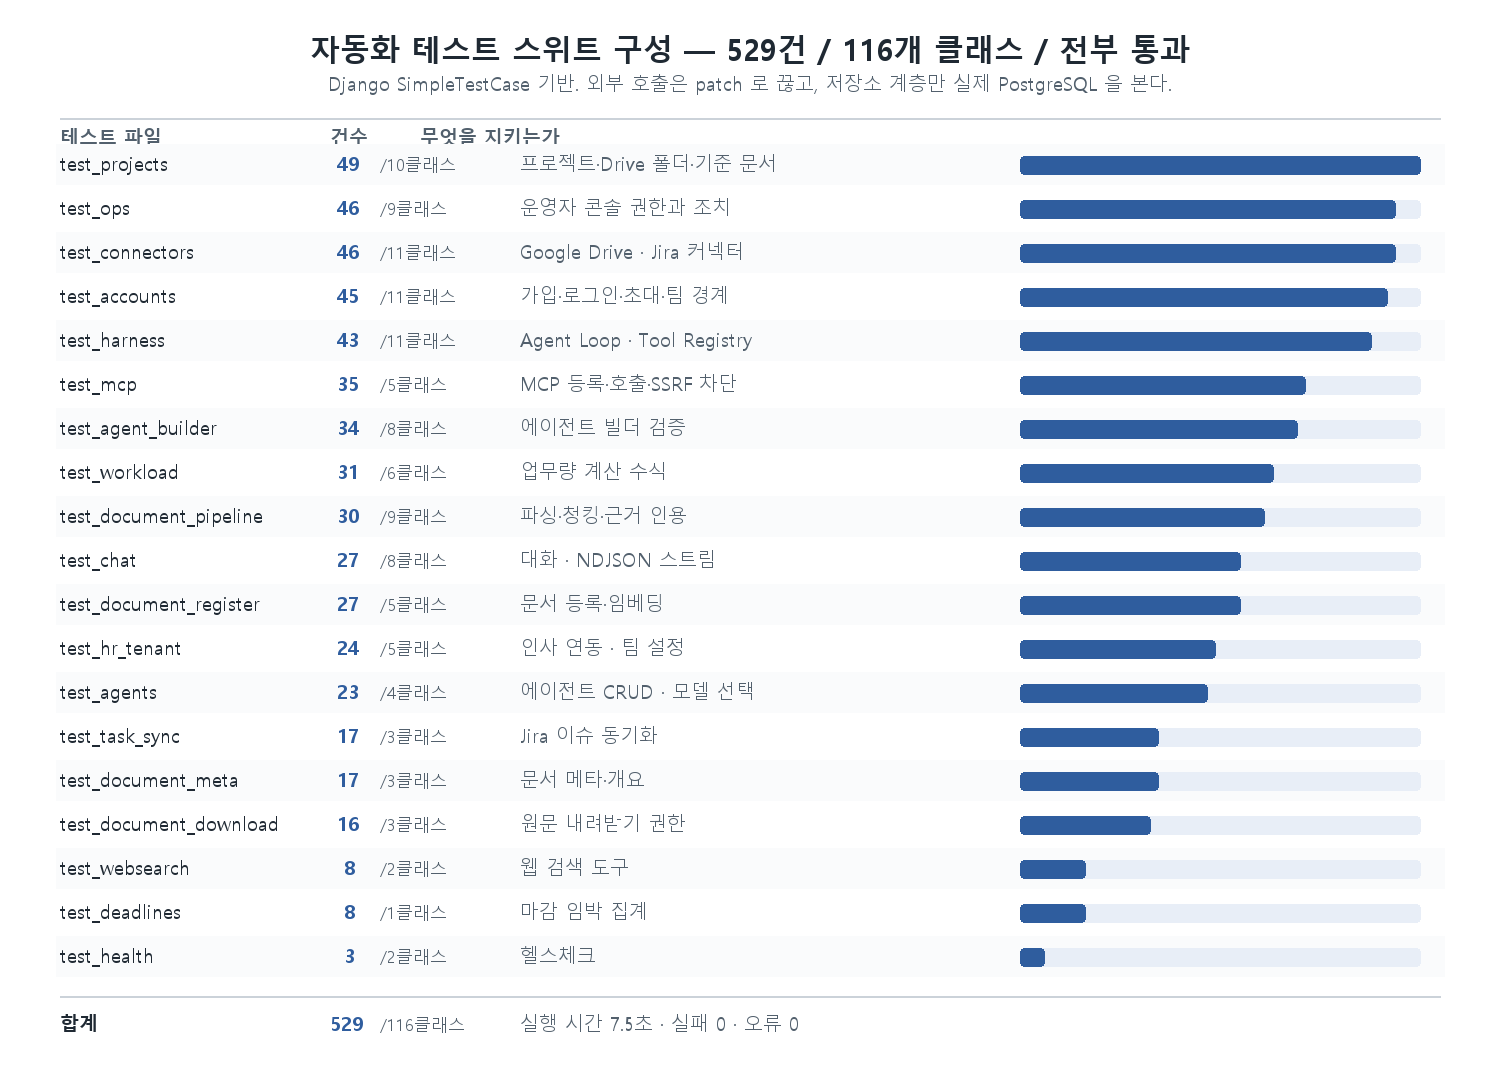 자동화 테스트 스위트 구성 — 529건 / 116개 클래스 / 전부 통과
Django SimpleTestCase 기반. 외부 호출은 patch 로 끊고, 저장소 계층만 실제 PostgreSQL 을 본다.
테스트 파일 건수 무엇을 지키는가
test_projects 49 /10클래스 프로젝트·Drive 폴더·기준 문서
test_ops 46 /9클래스 운영자 콘솔 권한과 조치
test_connectors 46 /11클래스 Google Drive · Jira 커넥터
test_accounts 45 /11클래스 가입·로그인·초대·팀 경계
test_harness 43 /11클래스 Agent Loop · Tool Registry
test_mcp 35 /5클래스 MCP 등록·호출·SSRF 차단
test_agent_builder 34 /8클래스 에이전트 빌더 검증
test_workload 31 /6클래스 업무량 계산 수식
test_document_pipeline 30 /9클래스 파싱·청킹·근거 인용
test_chat 27 /8클래스 대화 · NDJSON 스트림
test_document_register 27 /5클래스 문서 등록·임베딩
test_hr_tenant 24 /5클래스 인사 연동 · 팀 설정
test_agents 23 /4클래스 에이전트 CRUD · 모델 선택
test_task_sync 17 /3클래스 Jira 이슈 동기화
test_document_meta 17 /3클래스 문서 메타·개요
test_document_download 16 /3클래스 원문 내려받기 권한
test_websearch 8 /2클래스 웹 검색 도구
test_deadlines 8 /1클래스 마감 임박 집계
test_health 3 /2클래스 헬스체크
합계 529 /116클래스 실행 시간 7.5초 · 실패 0 · 오류 0